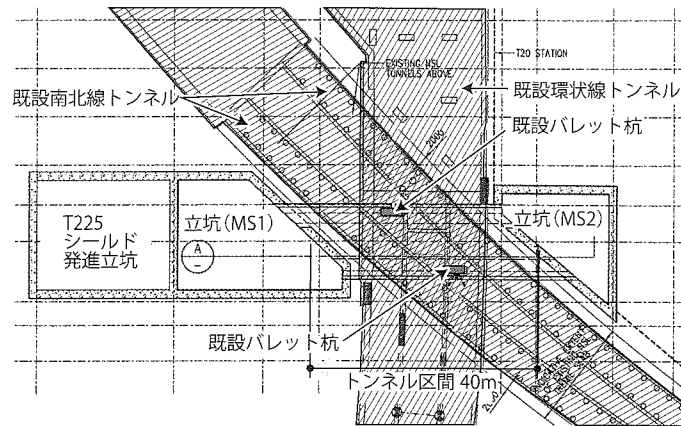 T20 STATION
EXISTING NSL
TUNNELS ABOVE
既設南北線トンネル
既設環状線トンネル
既設バレット杭
2000
T225
シールド
発進立坑
立坑(MS1)
A
立坑(MS2)
既設バレット杭
トンネル区間 40m